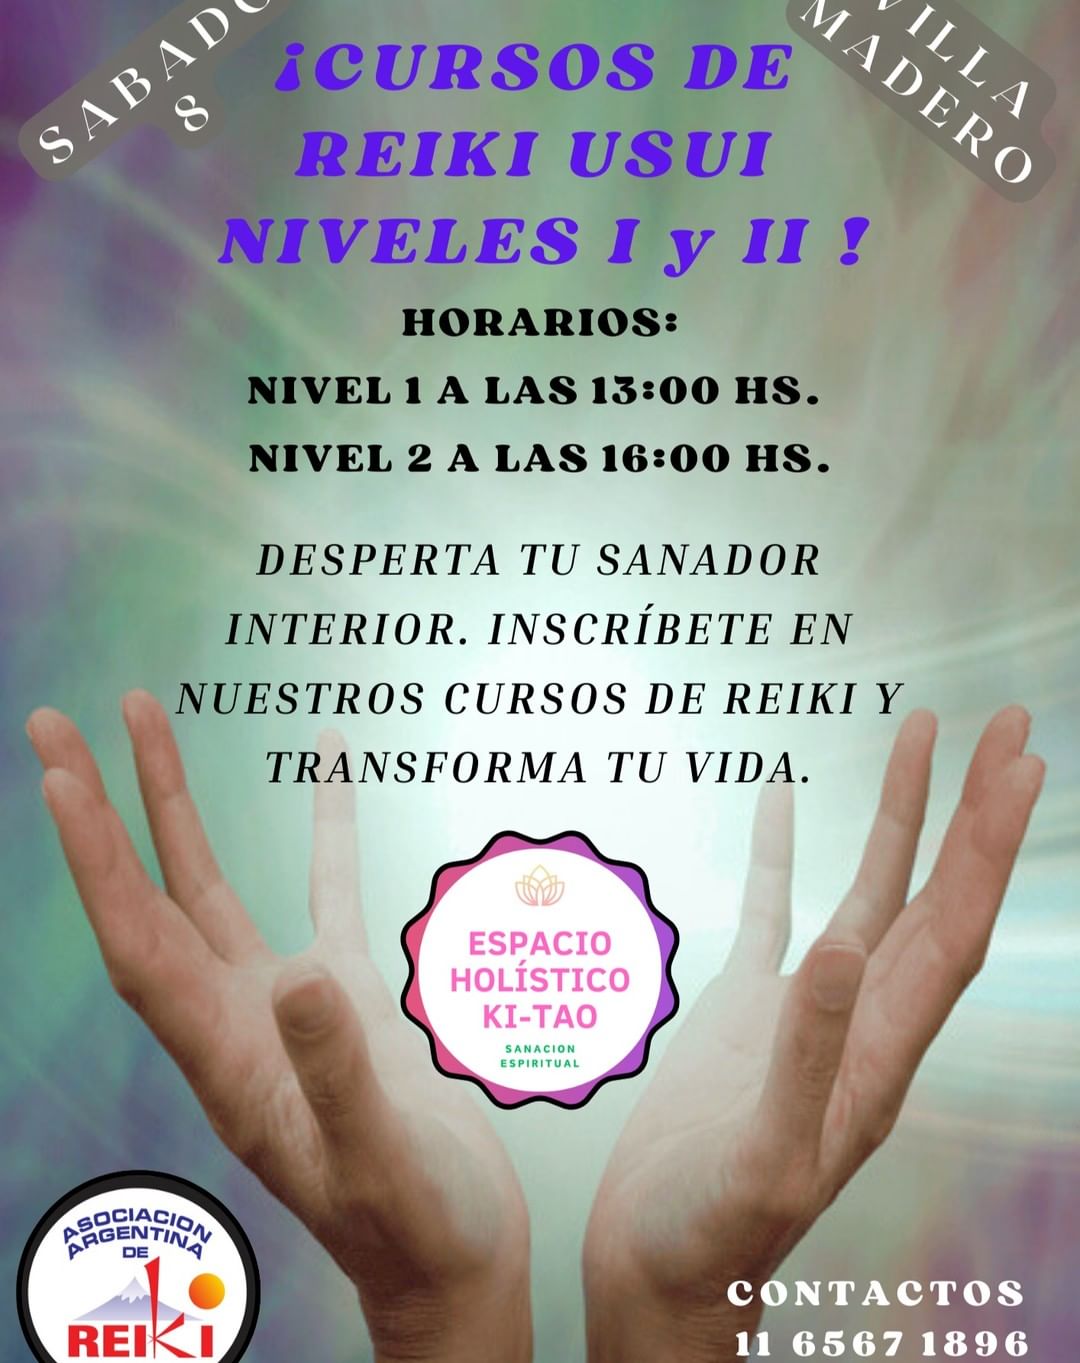 SABADO
8
VILLA
MADERO
¡CURSOS DE
REIKI USUI
NIVELES I y II !
HORARIOS:
NIVEL 1 A LAS 13:00 HS.
NIVEL 2 A LAS 16:00 HS.
DESPERTA TU SANADOR
INTERIOR. INSCRÍBETE EN
NUESTROS CURSOS DE REIKI Y
TRANSFORMA TU VIDA.
ESPACIO
HOLÍSTICO
KI-TAO
SANACION
ESPIRITUAL
ASOCIACION
ARGENTINA
DE
REIKI
CONTACTOS
11 6567 1896